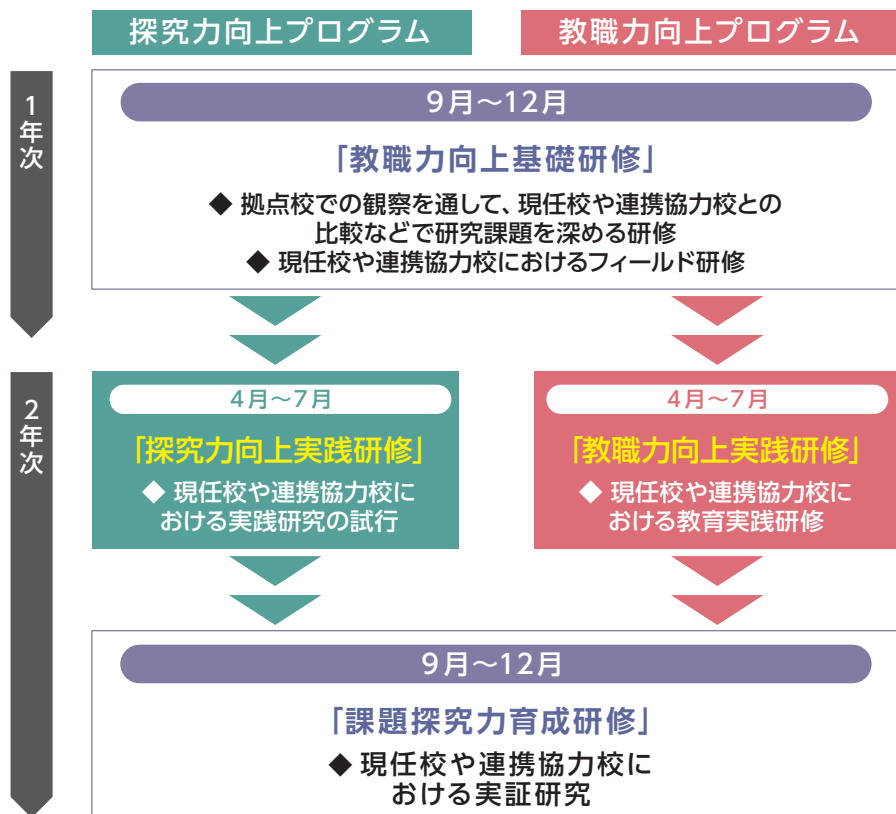 探究力向上プログラム
教職力向上プログラム
1年次
9月〜12月
「教職力向上基礎研修」
◆ 拠点校での観察を通して、現任校や連携協力校との
比較などで研究課題を深める研修
◆ 現任校や連携協力校におけるフィールド研修
2年次
4月〜7月
「探究力向上実践研修」
◆ 現任校や連携協力校に
おける実践研究の試行
4月〜7月
「教職力向上実践研修」
◆ 現任校や連携協力校に
おける教育実践研修
9月〜12月
「課題探究力育成研修」
◆ 現任校や連携協力校に
おける実証研究